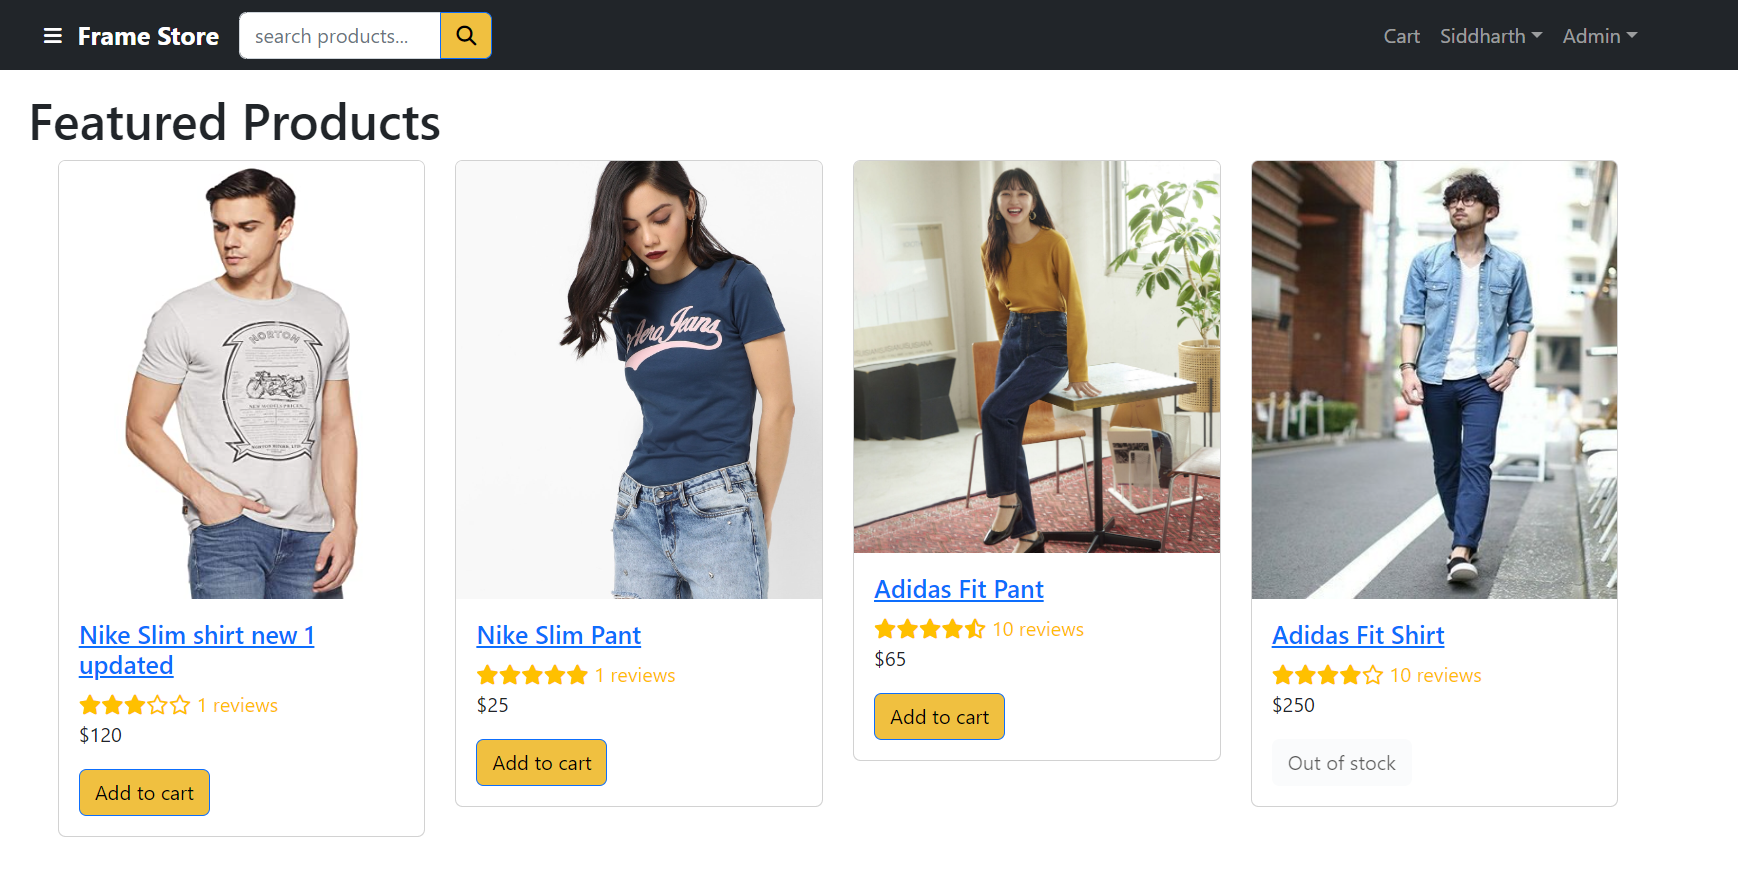 Frame Store
search products...
Cart
Siddharth
Admin
Featured Products
NORTON
Aero Jeans
Nike Slim shirt new 1
updated
1 reviews
$120
Add to cart
Nike Slim Pant
1 reviews
$25
Add to cart
Adidas Fit Pant
10 reviews
$65
Add to cart
Adidas Fit Shirt
10 reviews
$250
Out of stock